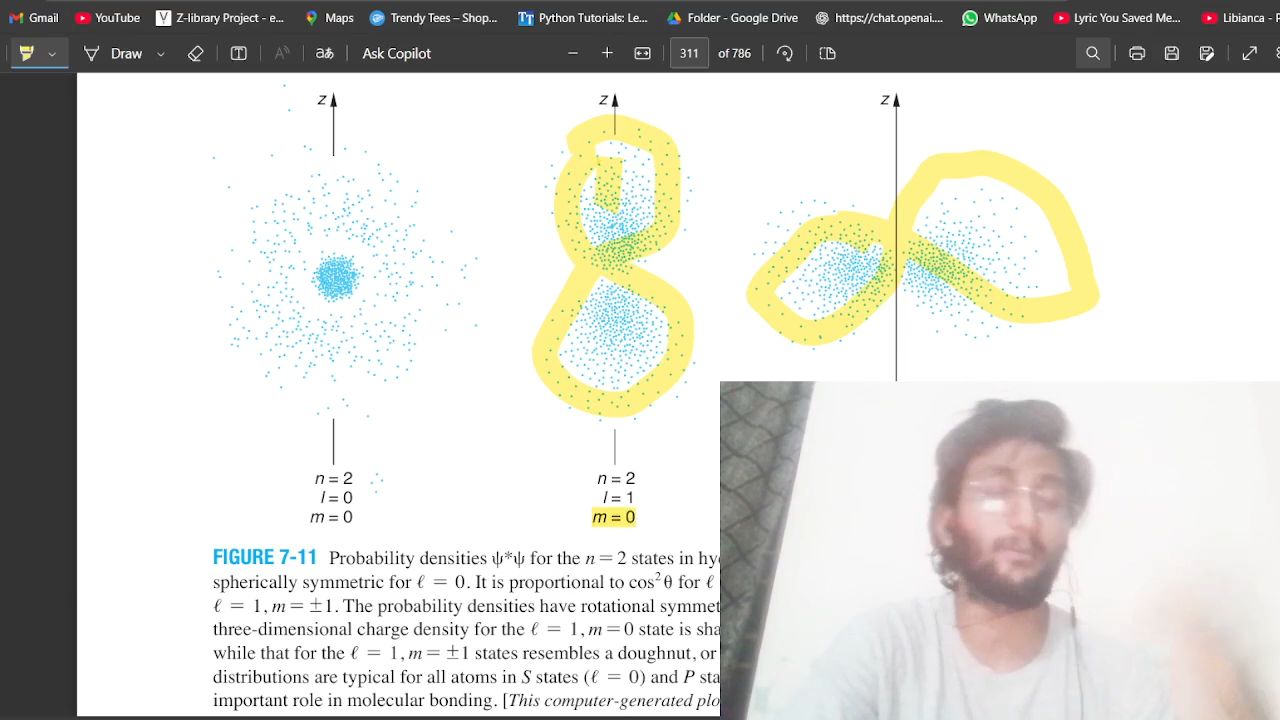 Gmail YouTube Z-library Project - e... Maps Trendy Tees – Shop... Python Tutorials: Le... Folder - Google Drive https://chat.openai.... WhatsApp Lyric You Saved Me... Libianca - P
Draw aあ Ask Copilot 311 of 786
z z z
n = 2 n = 2
l = 0 l = 1
m = 0 m = 0
FIGURE 7-11 Probability densities ψ*ψ for the n = 2 states in hy
spherically symmetric for ℓ = 0. It is proportional to cos²θ for ℓ
ℓ = 1, m = ±1. The probability densities have rotational symmet
three-dimensional charge density for the ℓ = 1, m = 0 state is sha
while that for the ℓ = 1, m = ±1 states resembles a doughnut, or
distributions are typical for all atoms in S states (ℓ = 0) and P sta
important role in molecular bonding. [This computer-generated plo